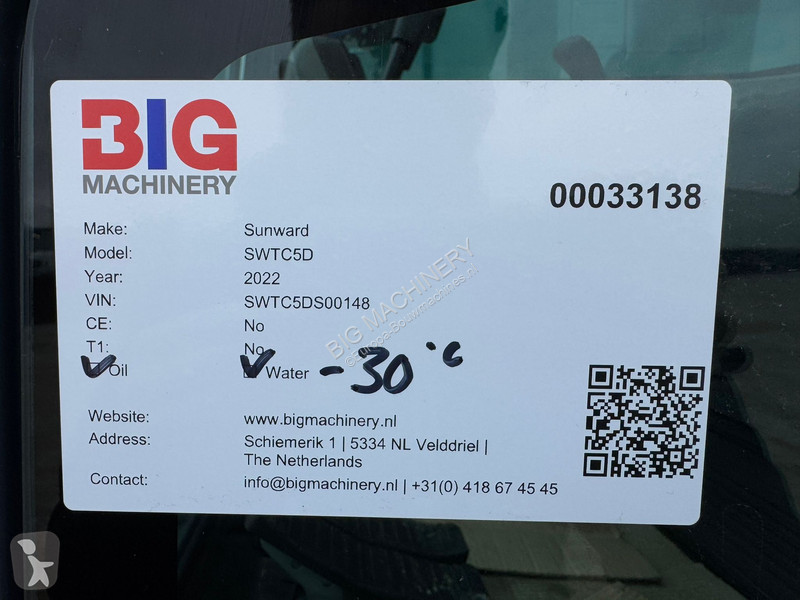 BIG
MACHINERY
00033138
Make: Sunward
Model: SWTC5D
Year: 2022
VIN: SWTC5DS00148
CE: No
T1: No
Oil Water -30°C
Website: www.bigmachinery.nl
Address: Schiemerik 1 | 5334 NL Velddriel |
The Netherlands
Contact: info@bigmachinery.nl | +31(0) 418 67 45 45
BIG MACHINERY